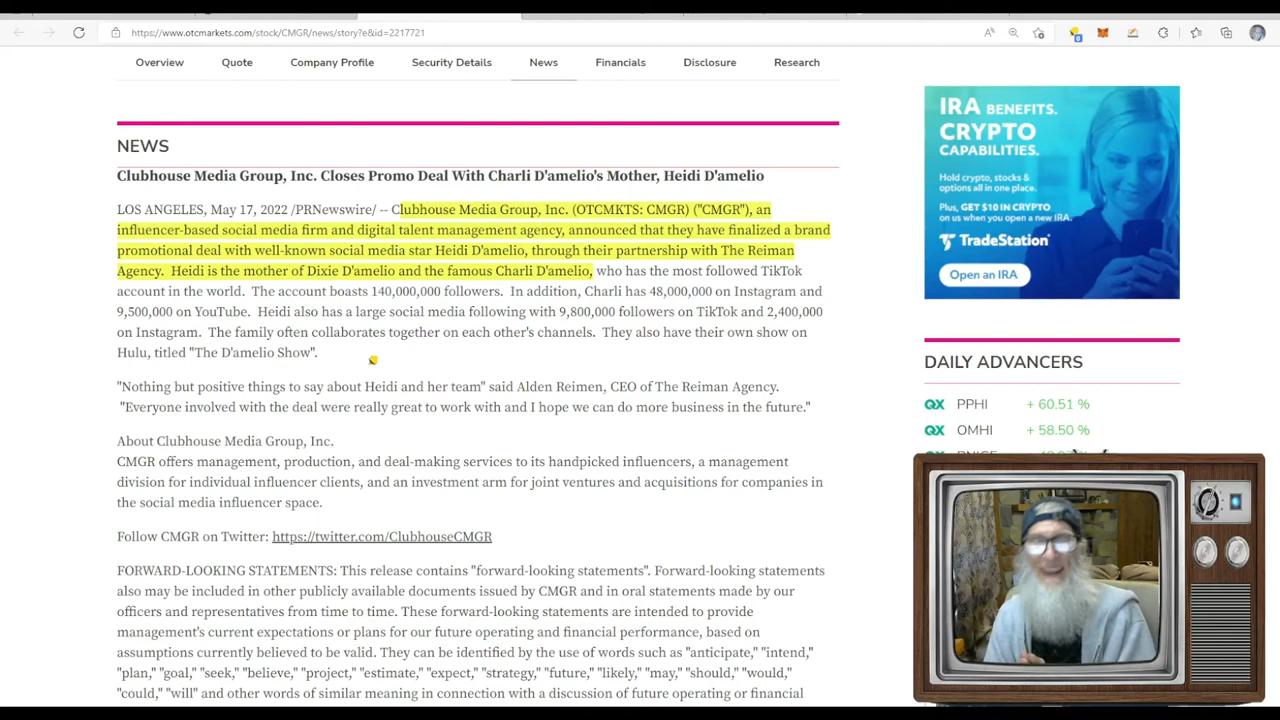 https://www.otcmarkets.com/stock/CMGR/news/story?e&id=2217721
Overview
Quote
Company Profile
Security Details
News
Financials
Disclosure
Research
NEWS
Clubhouse Media Group, Inc. Closes Promo Deal With Charli D'amelio's Mother, Heidi D'amelio
LOS ANGELES, May 17, 2022 /PRNewswire/ -- Clubhouse Media Group, Inc. (OTCMKTS: CMGR) ("CMGR"), an
influencer-based social media firm and digital talent management agency, announced that they have finalized a brand
promotional deal with well-known social media star Heidi D'amelio, through their partnership with The Reiman
Agency.  Heidi is the mother of Dixie D'amelio and the famous Charli D'amelio, who has the most followed TikTok
account in the world.  The account boasts 140,000,000 followers.  In addition, Charli has 48,000,000 on Instagram and
9,500,000 on YouTube.  Heidi also has a large social media following with 9,800,000 followers on TikTok and 2,400,000
on Instagram.  The family often collaborates together on each other's channels.  They also have their own show on
Hulu, titled "The D'amelio Show".
"Nothing but positive things to say about Heidi and her team" said Alden Reimen, CEO of The Reiman Agency.
"Everyone involved with the deal were really great to work with and I hope we can do more business in the future."
About Clubhouse Media Group, Inc.
CMGR offers management, production, and deal-making services to its handpicked influencers, a management
division for individual influencer clients, and an investment arm for joint ventures and acquisitions for companies in
the social media influencer space.
Follow CMGR on Twitter: https://twitter.com/ClubhouseCMGR
FORWARD-LOOKING STATEMENTS: This release contains "forward-looking statements". Forward-looking statements
also may be included in other publicly available documents issued by CMGR and in oral statements made by our
officers and representatives from time to time. These forward-looking statements are intended to provide
management's current expectations or plans for our future operating and financial performance, based on
assumptions currently believed to be valid. They can be identified by the use of words such as "anticipate," "intend,"
"plan," "goal," "seek," "believe," "project," "estimate," "expect," "strategy," "future," "likely," "may," "should," "would,"
"could," "will" and other words of similar meaning in connection with a discussion of future operating or financial
IRA BENEFITS.
CRYPTO
CAPABILITIES.
Hold crypto, stocks &
options all in one place.
Plus, GET $10 IN CRYPTO
on us when you open a new IRA.
TradeStation
Open an IRA
DAILY ADVANCERS
QX PPHI + 60.51 %
QX OMHI + 58.50 %